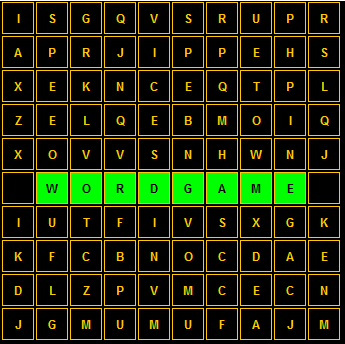 I S G Q V S R U P R
A P R J I P P E H S
X E K N C E Q T P L
Z E L Q E B M O I Q
X O V V S N H W N J
W O R D G A M E
I U T F I V S X G K
K F C B N O C D A E
D L Z P V M C E C N
J G M U M U F A J M